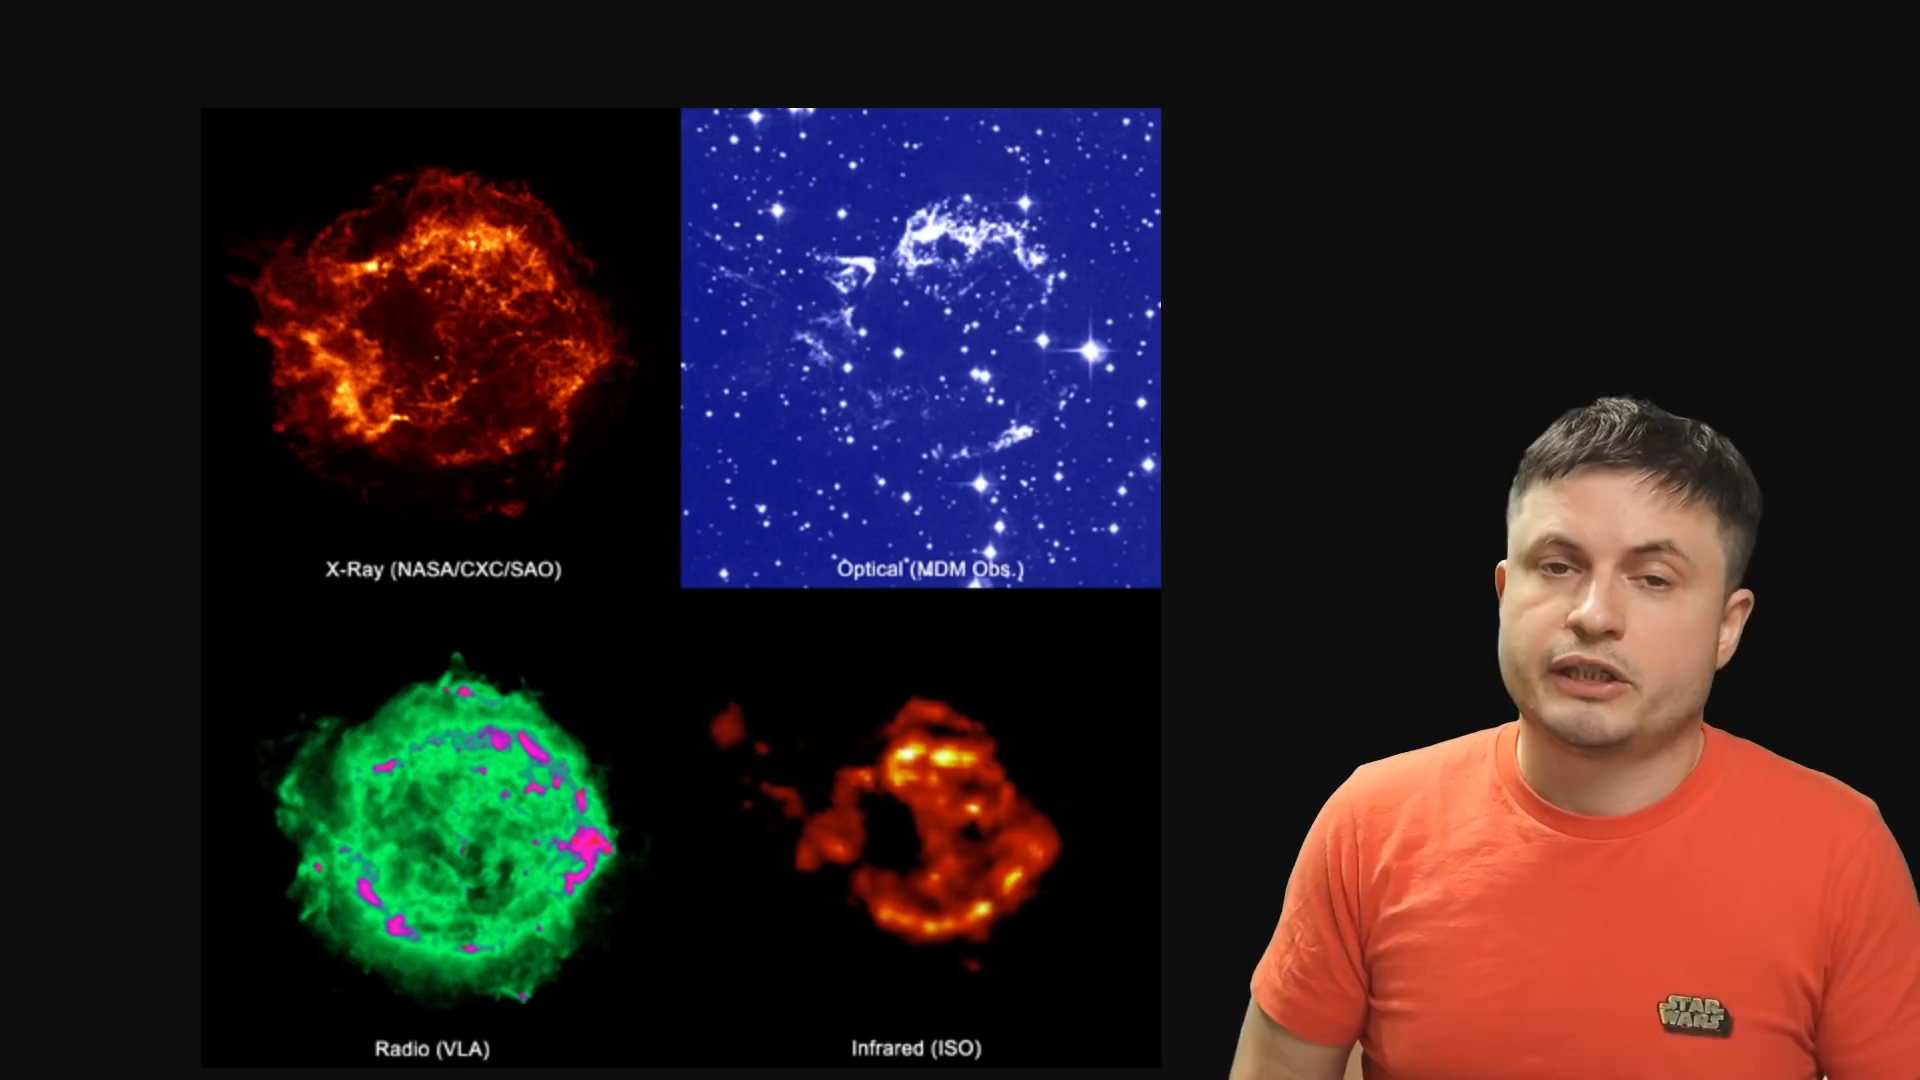 X-Ray (NASA/CXC/SAO)
Optical (MDM Obs.)
Radio (VLA)
Infrared (ISO)
STAR
WARS